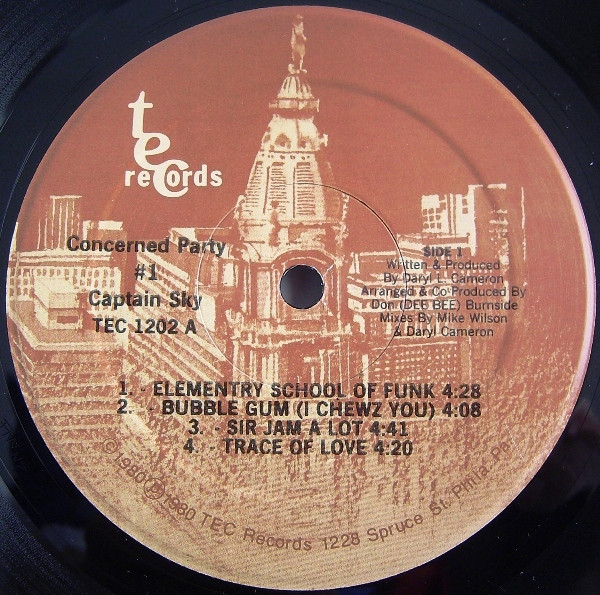 tec
records
Concerned Party
#1
Captain Sky
TEC 1202 A
SIDE 1
Written & Produced
By Daryl L. Cameron
Arranged & Co Produced By
Don (DEE BEE) Burnside
Mixes By Mike Wilson
& Daryl Cameron
1. - ELEMENTRY SCHOOL OF FUNK 4:28
2. - BUBBLE GUM (I CHEWZ YOU) 4:08
3. - SIR JAM A LOT 4:41
4. - TRACE OF LOVE 4:20
© 1980 ℗ 1980 TEC Records 1228 Spruce St. Phila. Pa.